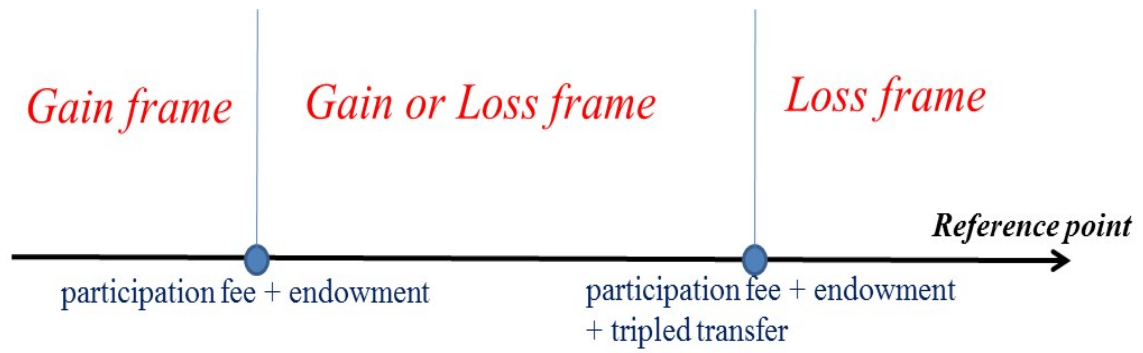 Gain frame
Gain or Loss frame
Loss frame
Reference point
participation fee + endowment
participation fee + endowment
+ tripled transfer